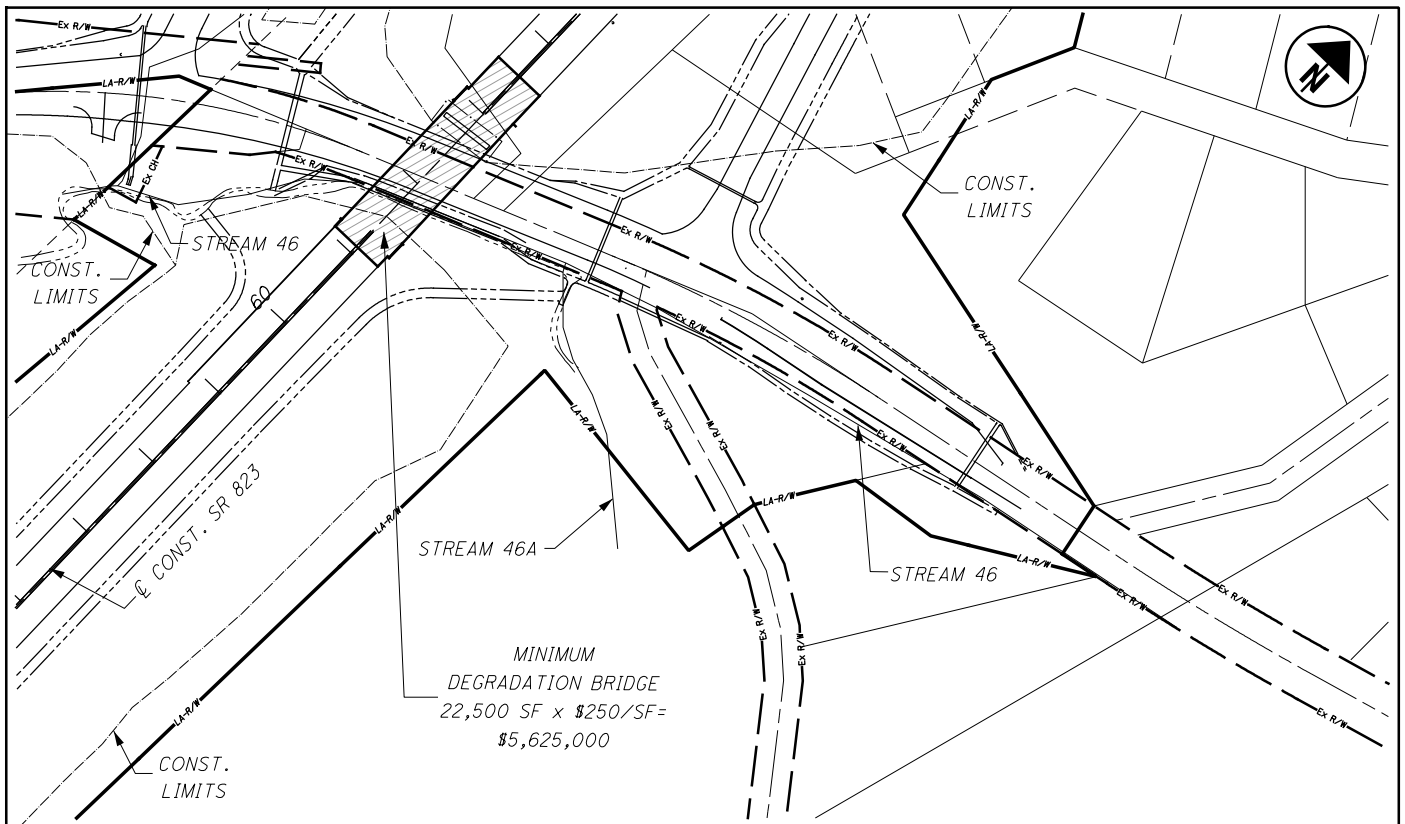 Ex R/W
N
LA-R/W
LA-R/W
Ex R/W
Ex R/W
Ex CH
CONST.
LIMITS
LA-R/W
STREAM 46
Ex R/W
Ex R/W
CONST.
LIMITS
60
LA-R/W
Ex R/W
Ex R/W
LA-R/W
LA-R/W
Ex R/W
Ex R/W
Ex R/W
Ex R/W
LA-R/W
℄ CONST. SR 823
LA-R/W
STREAM 46A
STREAM 46
LA-R/W
Ex R/W
Ex R/W
Ex R/W
Ex R/W
MINIMUM
DEGRADATION BRIDGE
22,500 SF x $250/SF=
$5,625,000
LA-R/W
Ex R/W
CONST.
LIMITS